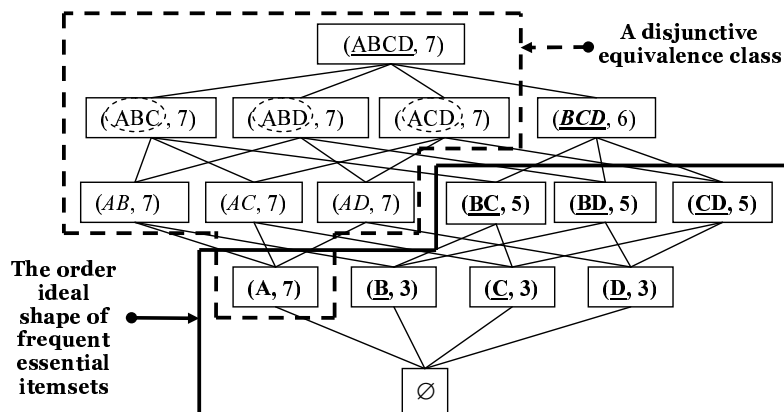 A disjunctive
equivalence class
(ABCD, 7)
(ABC, 7) (ABD, 7) (ACD, 7) (BCD, 6)
(AB, 7) (AC, 7) (AD, 7) (BC, 5) (BD, 5) (CD, 5)
The order
ideal
shape of
frequent
essential
itemsets
(A, 7) (B, 3) (C, 3) (D, 3)
∅